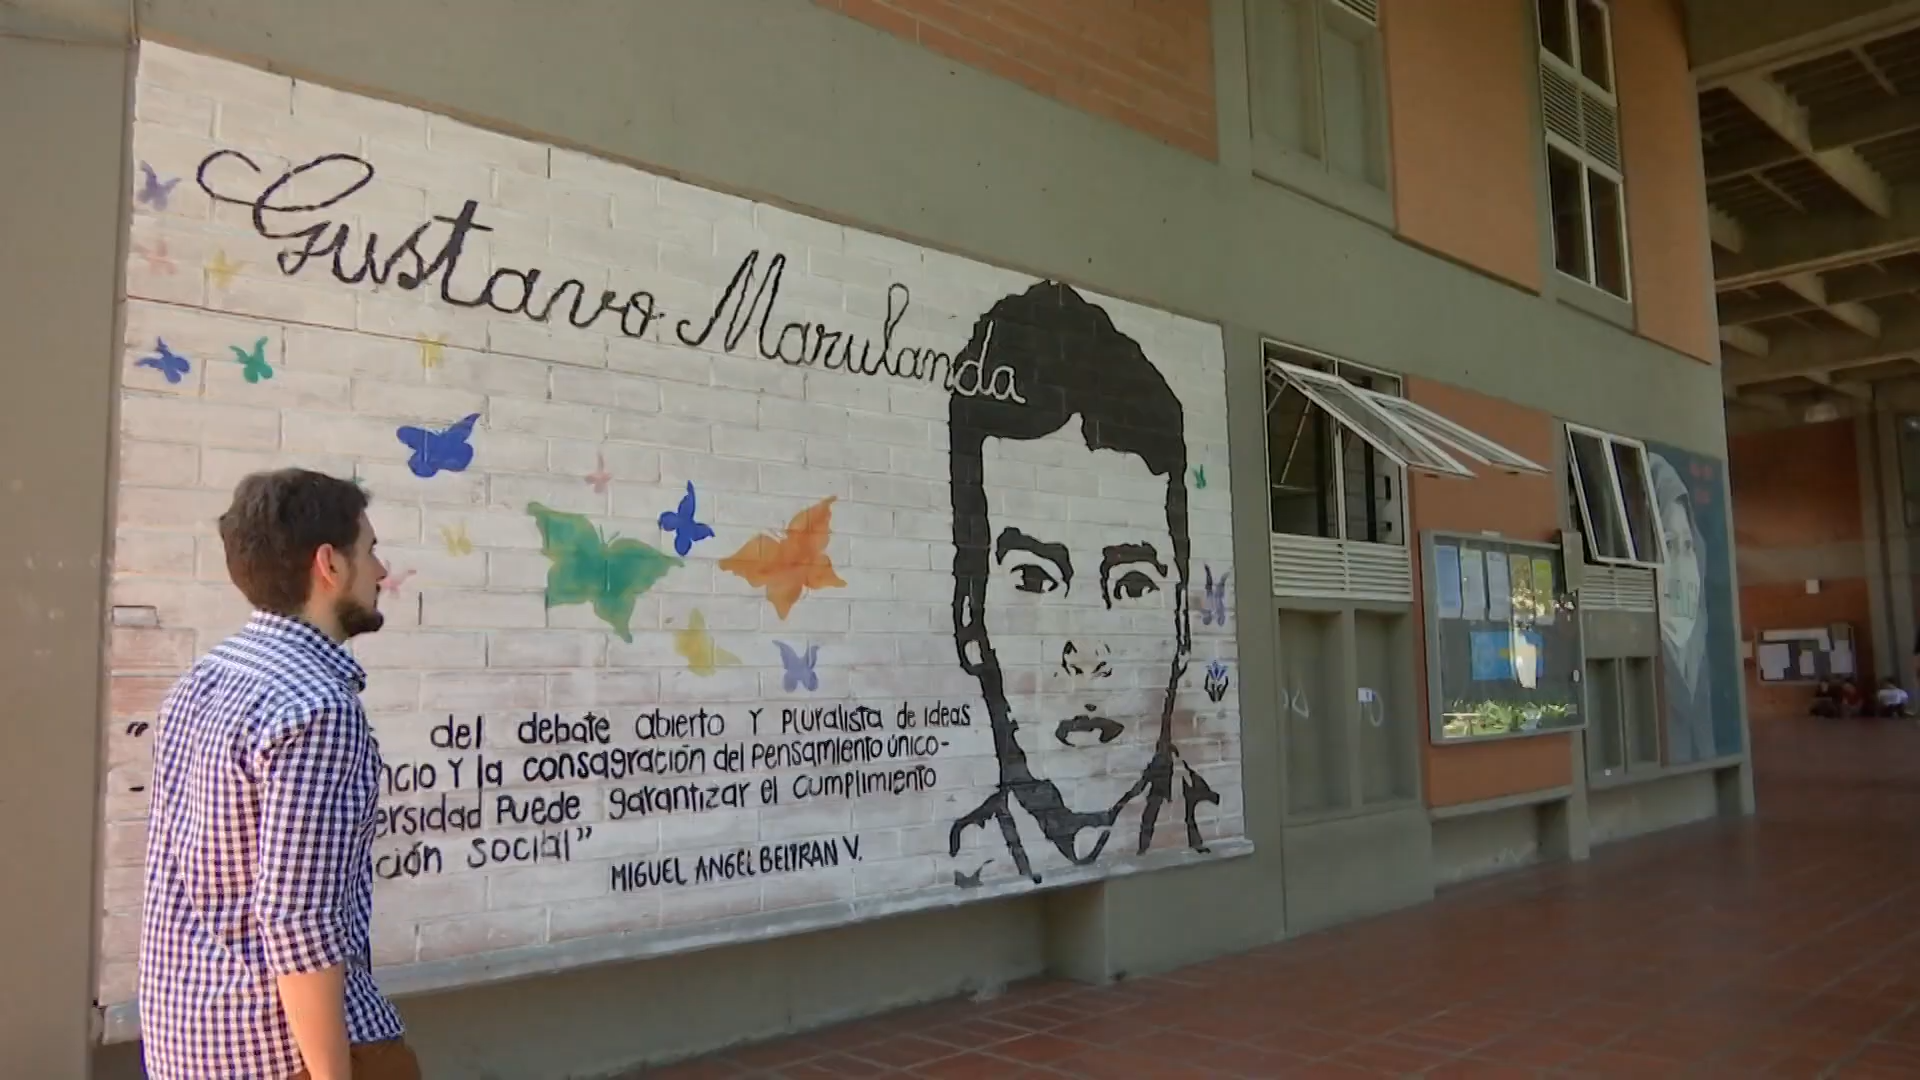 Gustavo Marulanda
" del debate abierto y pluralista de ideas
ncio y la consagración del pensamiento único-
ersidad puede garantizar el cumplimiento
ción social"
MIGUEL ANGEL BELTRAN V.